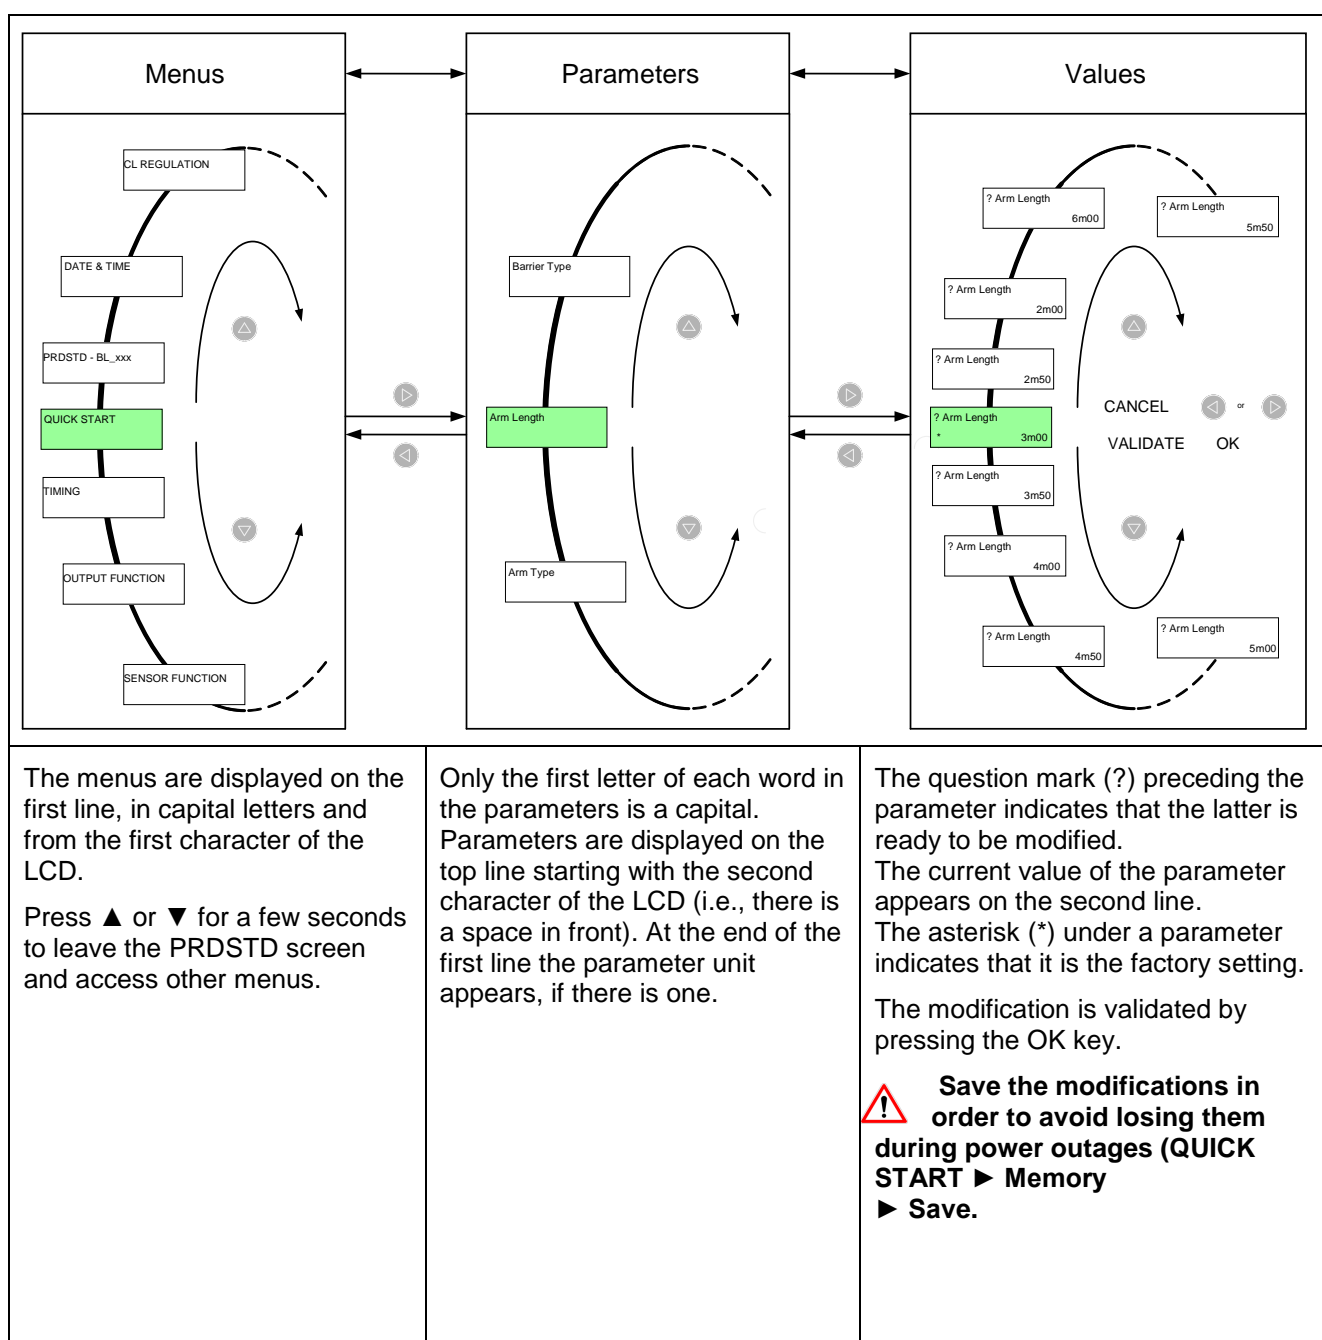 Menus
Parameters
Values
CL REGULATION
DATE & TIME
PRDSTD - BL_xxx
QUICK START
TIMING
OUTPUT FUNCTION
SENSOR FUNCTION
Barrier Type
Arm Length
Arm Type
? Arm Length
6m00
? Arm Length
5m50
? Arm Length
2m00
? Arm Length
2m50
? Arm Length
* 3m00
? Arm Length
3m50
? Arm Length
4m00
? Arm Length
4m50
? Arm Length
5m00
CANCEL or
VALIDATE OK
The menus are displayed on the
first line, in capital letters and
from the first character of the
LCD.
Press ▲ or ▼ for a few seconds
to leave the PRDSTD screen
and access other menus.
Only the first letter of each word in
the parameters is a capital.
Parameters are displayed on the
top line starting with the second
character of the LCD (i.e., there is
a space in front). At the end of the
first line the parameter unit
appears, if there is one.
The question mark (?) preceding the
parameter indicates that the latter is
ready to be modified.
The current value of the parameter
appears on the second line.
The asterisk (*) under a parameter
indicates that it is the factory setting.
The modification is validated by
pressing the OK key.
Save the modifications in
order to avoid losing them
during power outages (QUICK
START ► Memory
► Save.